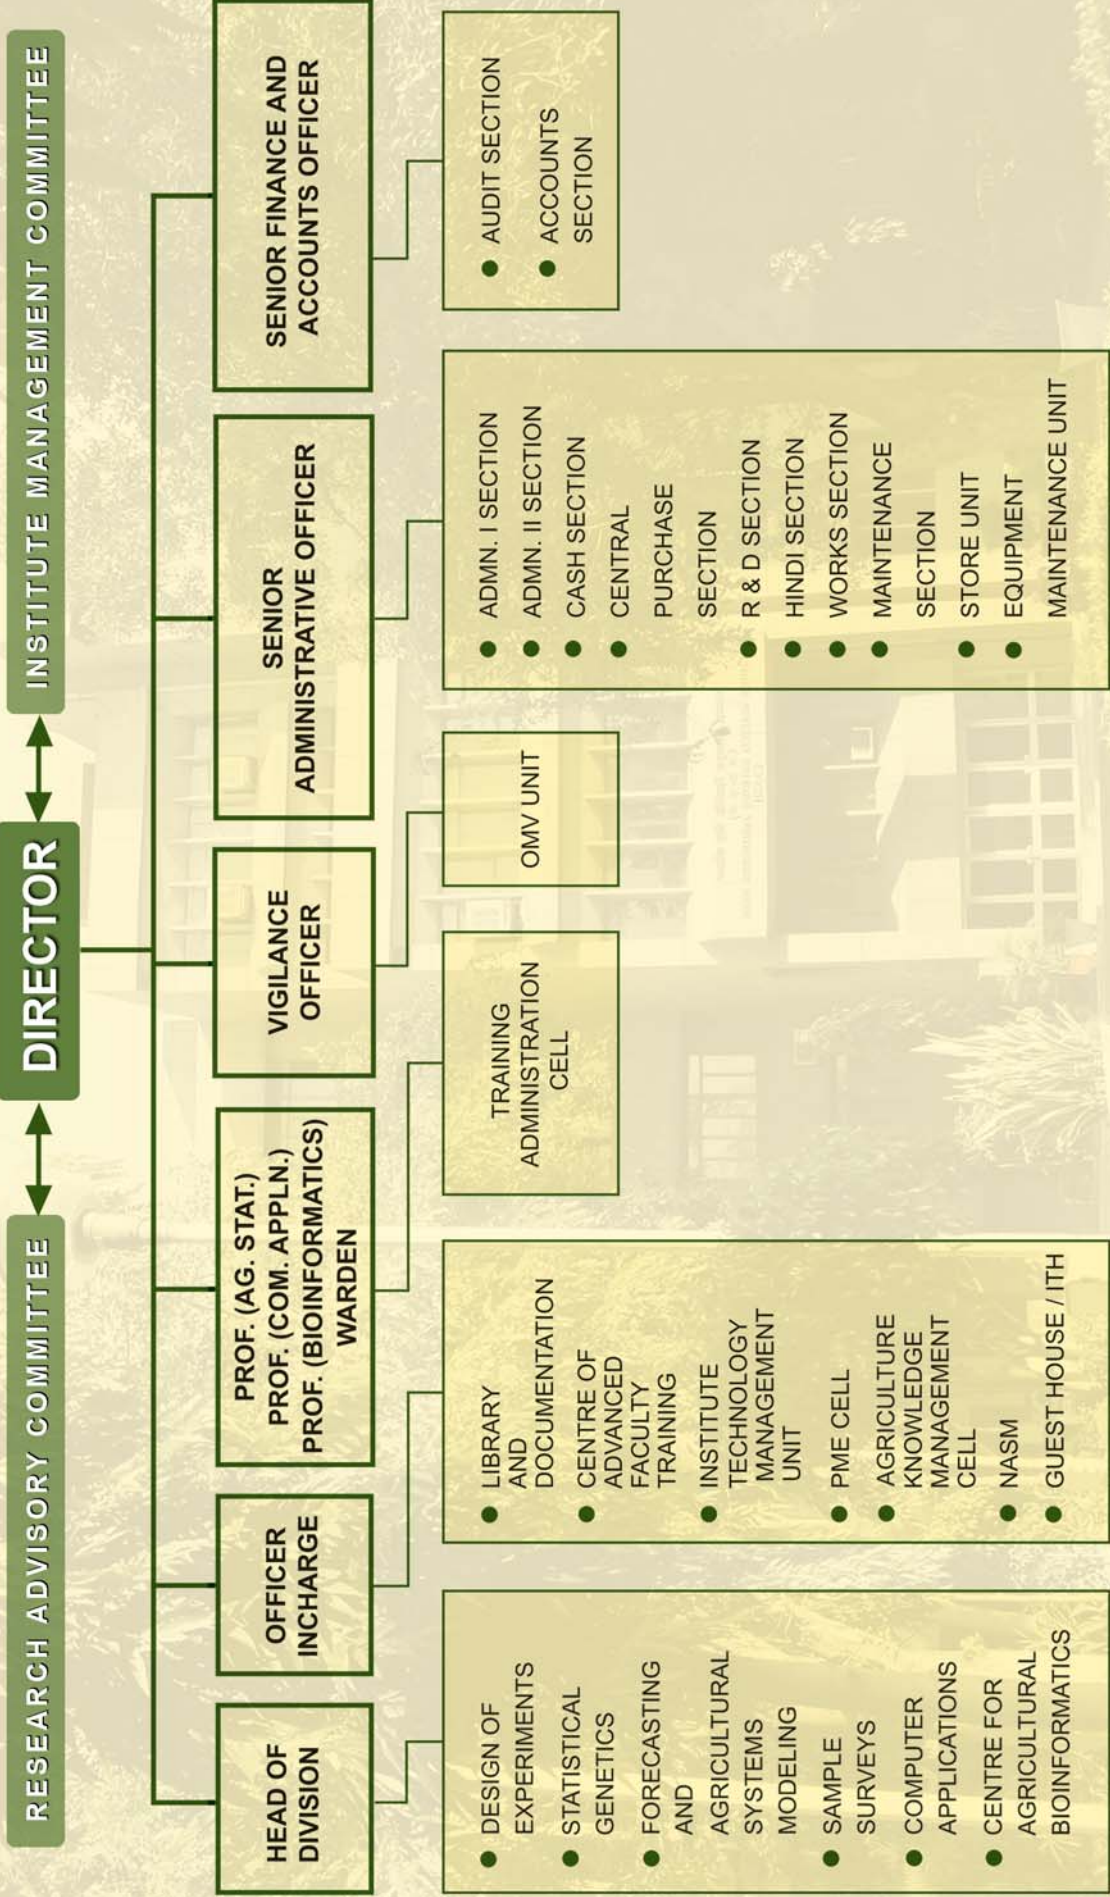 RESEARCH ADVISORY COMMITTEE
DIRECTOR
INSTITUTE MANAGEMENT COMMITTEE
HEAD OF
DIVISION
OFFICER
INCHARGE
PROF. (AG. STAT.)
PROF. (COM. APPLN.)
PROF. (BIOINFORMATICS)
WARDEN
VIGILANCE
OFFICER
SENIOR
ADMINISTRATIVE OFFICER
SENIOR FINANCE AND
ACCOUNTS OFFICER
● DESIGN OF
EXPERIMENTS
● STATISTICAL
GENETICS
● FORECASTING
AND
AGRICULTURAL
SYSTEMS
MODELING
● SAMPLE
SURVEYS
● COMPUTER
APPLICATIONS
● CENTRE FOR
AGRICULTURAL
BIOINFORMATICS
● LIBRARY
AND
DOCUMENTATION
● CENTRE OF
ADVANCED
FACULTY
TRAINING
● INSTITUTE
TECHNOLOGY
MANAGEMENT
UNIT
● PME CELL
● AGRICULTURE
KNOWLEDGE
MANAGEMENT
CELL
● NASM
● GUEST HOUSE / ITH
TRAINING
ADMINISTRATION
CELL
OMV UNIT
● ADMN. I SECTION
● ADMN. II SECTION
● CASH SECTION
● CENTRAL
PURCHASE
SECTION
● R & D SECTION
● HINDI SECTION
● WORKS SECTION
● MAINTENANCE
SECTION
● STORE UNIT
● EQUIPMENT
MAINTENANCE UNIT
● AUDIT SECTION
● ACCOUNTS
SECTION